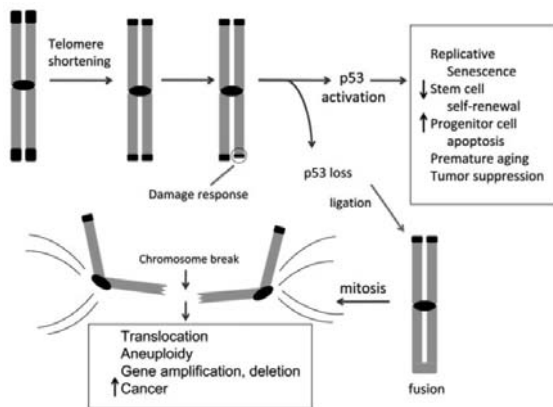 Telomere
shortening
Damage response
p53
activation
Replicative
Senescence
Stem cell
self-renewal
Progenitor cell
apoptosis
Premature aging
Tumor suppression
p53 loss
ligation
fusion
mitosis
Chromosome break
Translocation
Aneuploidy
Gene amplification, deletion
Cancer